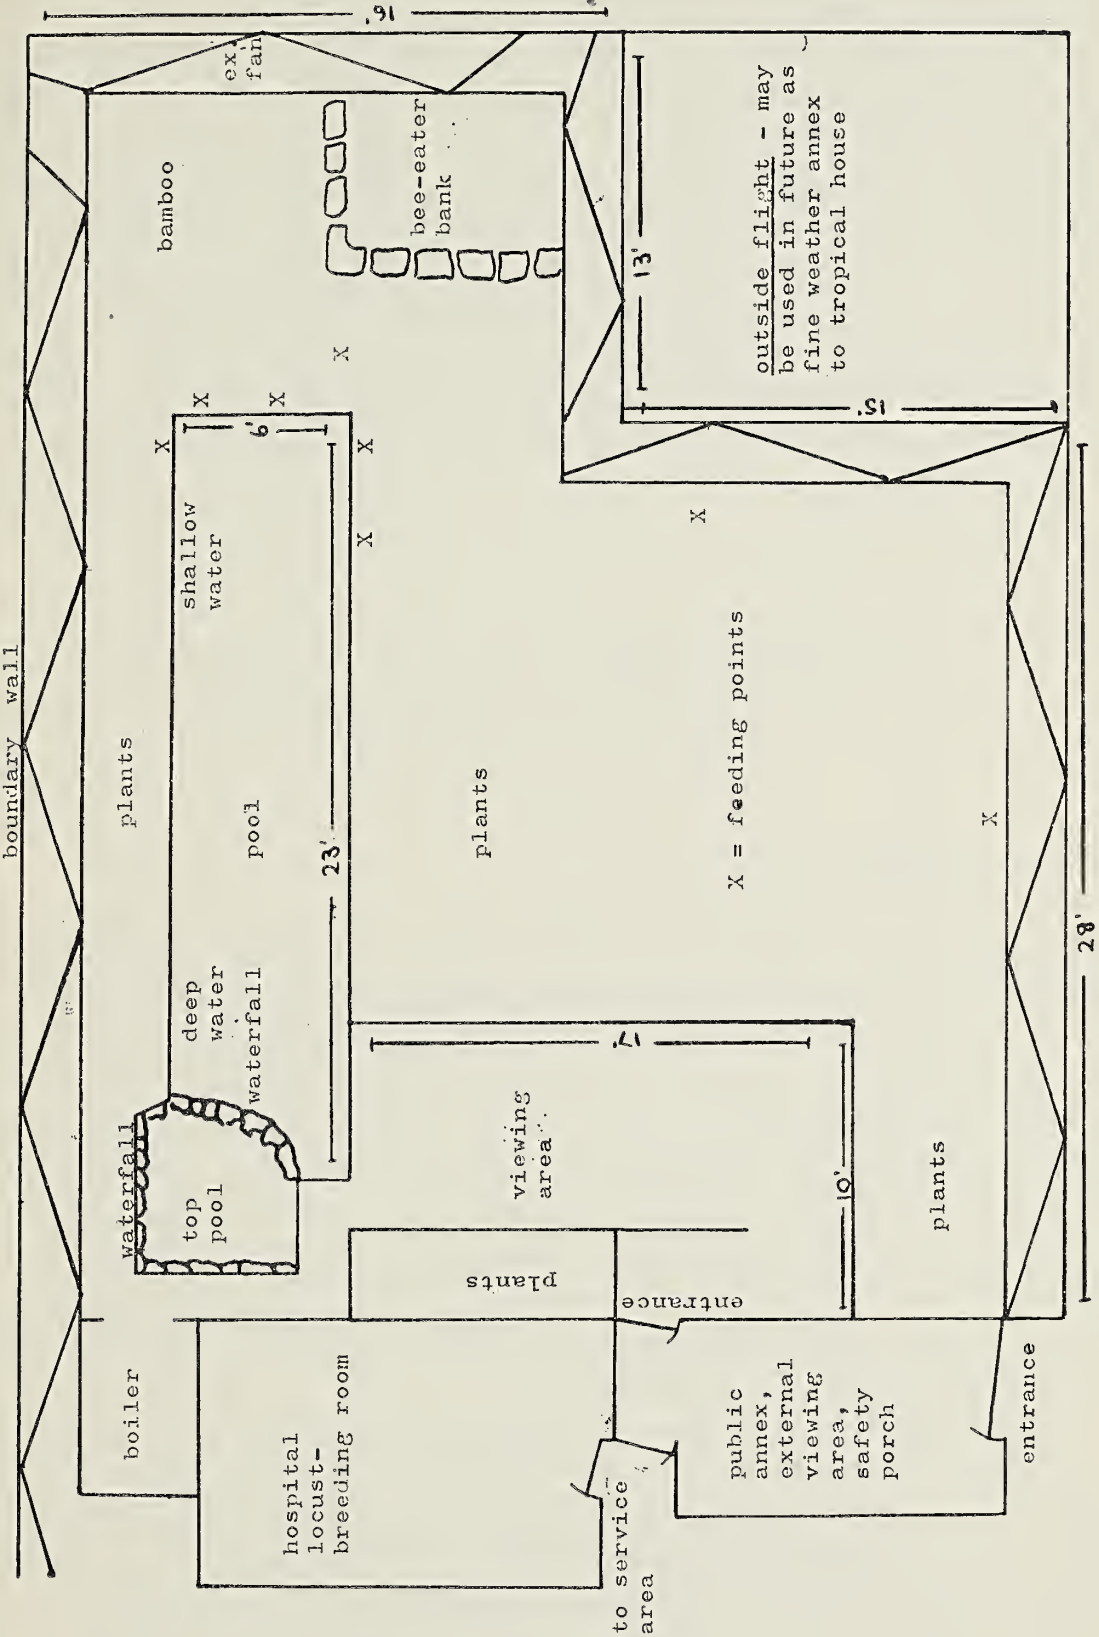 boundary wall
16'
ex.
fan
plants
bamboo
bee-eater
bank
waterfall
top
pool
deep
water
waterfall
pool
shallow
water
6'
X
X
X
X
X
X
23'
boiler
hospital
locust-
breeding room
plants
viewing
area
17'
plants
X
13'
15'
outside flight - may
be used in future as
fine weather annex
to tropical house
to service
area
entrance
public
annex,
external
viewing
area,
safety
porch
10'
X = feeding points
plants
X
entrance
28'